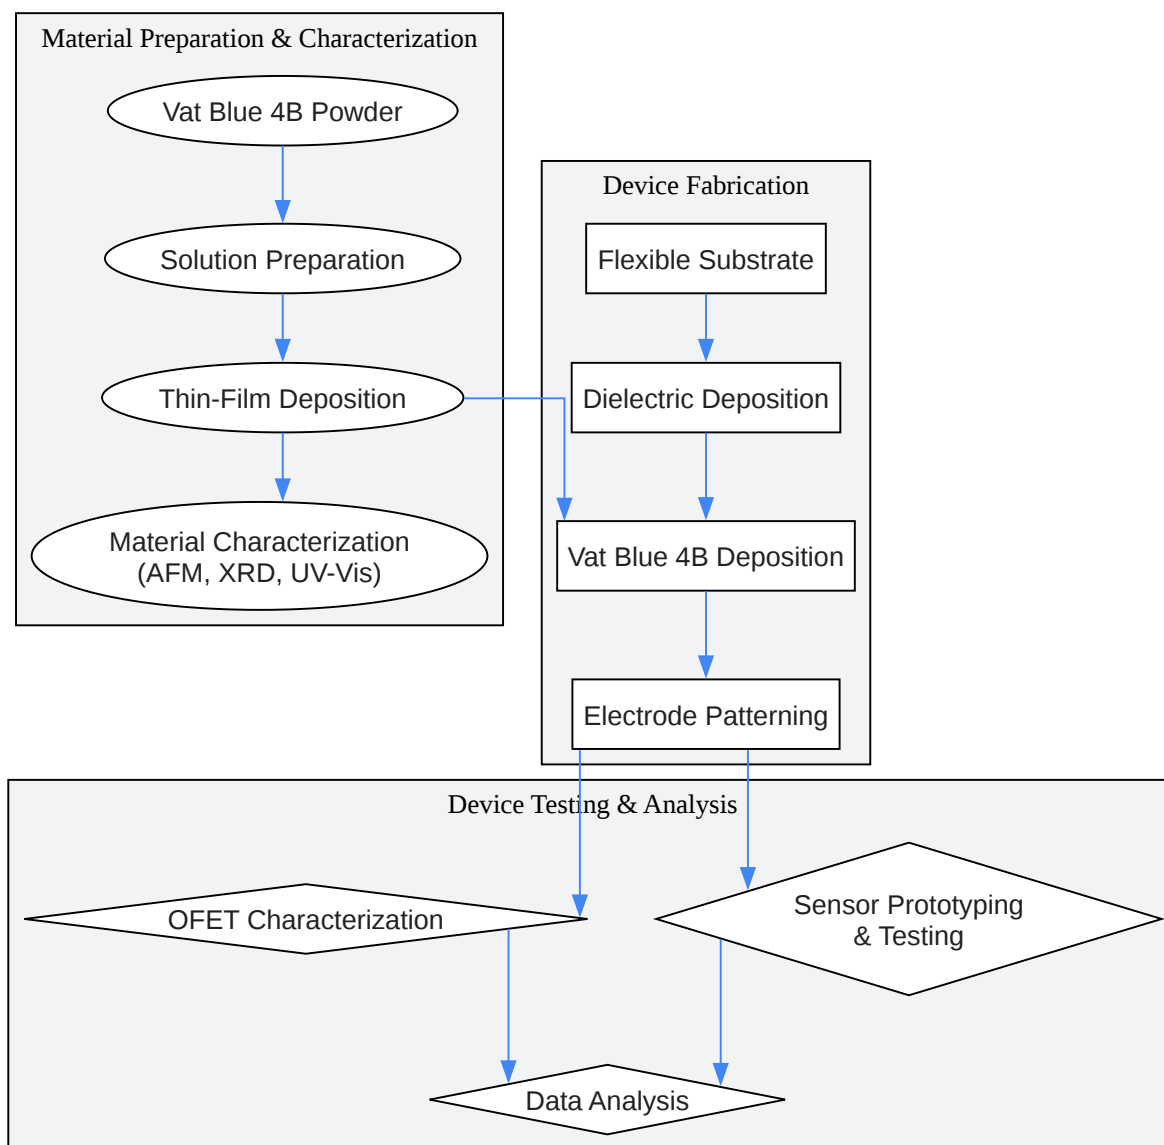 Material Preparation & Characterization
Vat Blue 4B Powder
Solution Preparation
Thin-Film Deposition
Material Characterization
(AFM, XRD, UV-Vis)
Device Fabrication
Flexible Substrate
Dielectric Deposition
Vat Blue 4B Deposition
Electrode Patterning
Device Testing & Analysis
OFET Characterization
Sensor Prototyping
& Testing
Data Analysis